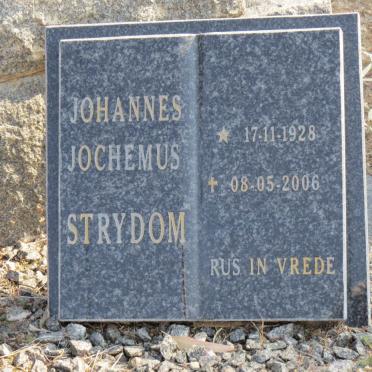 JOHANNES
JOCHEMUS
STRYDOM
★ 17-11-1928
✝ 08-05-2006
RUS IN VREDE